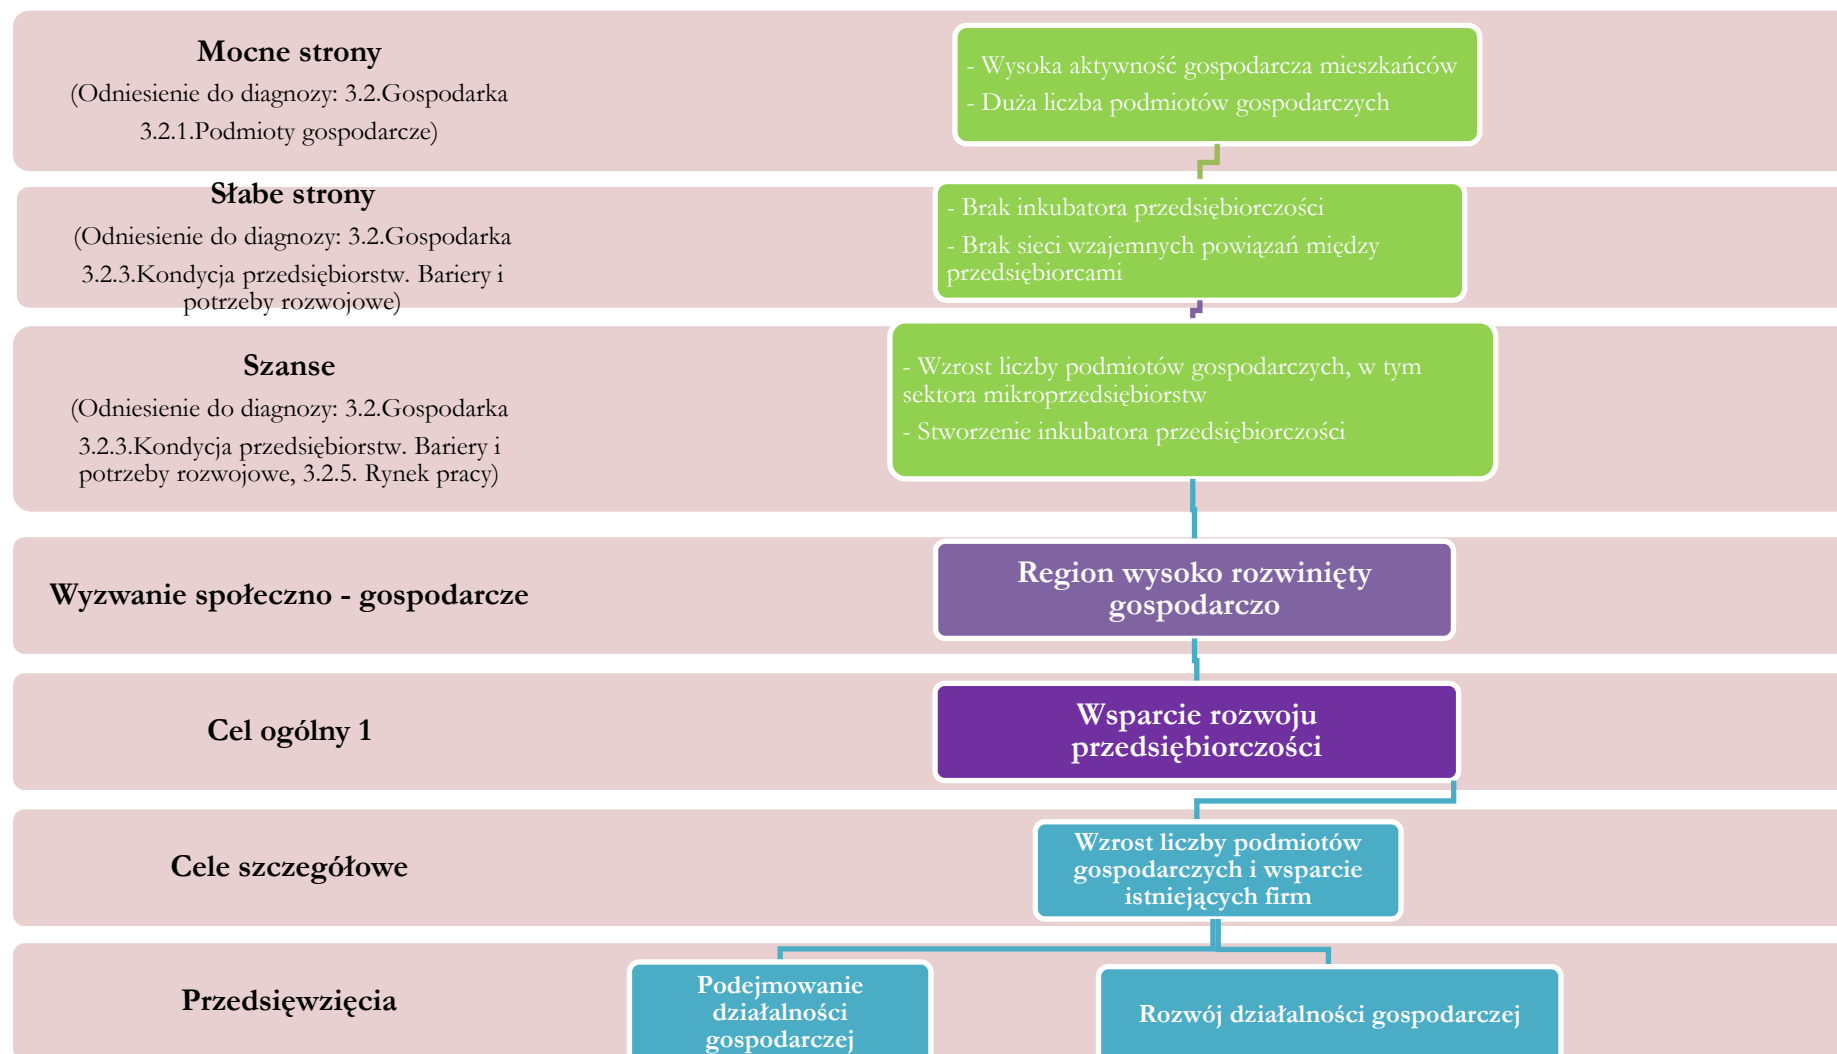 Mocne strony
(Odniesienie do diagnozy: 3.2.Gospodarka
3.2.1.Podmioty gospodarcze)
- Wysoka aktywność gospodarcza mieszkańców
- Duża liczba podmiotów gospodarczych
Słabe strony
(Odniesienie do diagnozy: 3.2.Gospodarka
3.2.3.Kondycja przedsiębiorstw. Bariery i
potrzeby rozwojowe)
- Brak inkubatora przedsiębiorczości
- Brak sieci wzajemnych powiązań między
przedsiębiorcami
Szanse
(Odniesienie do diagnozy: 3.2.Gospodarka
3.2.3.Kondycja przedsiębiorstw. Bariery i
potrzeby rozwojowe, 3.2.5. Rynek pracy)
- Wzrost liczby podmiotów gospodarczych, w tym
sektora mikroprzedsiębiorstw
- Stworzenie inkubatora przedsiębiorczości
Wyzwanie społeczno - gospodarcze
Region wysoko rozwinięty
gospodarczo
Cel ogólny 1
Wsparcie rozwoju
przedsiębiorczości
Cele szczegółowe
Wzrost liczby podmiotów
gospodarczych i wsparcie
istniejących firm
Przedsięwzięcia
Podejmowanie
działalności
gospodarczej
Rozwój działalności gospodarczej